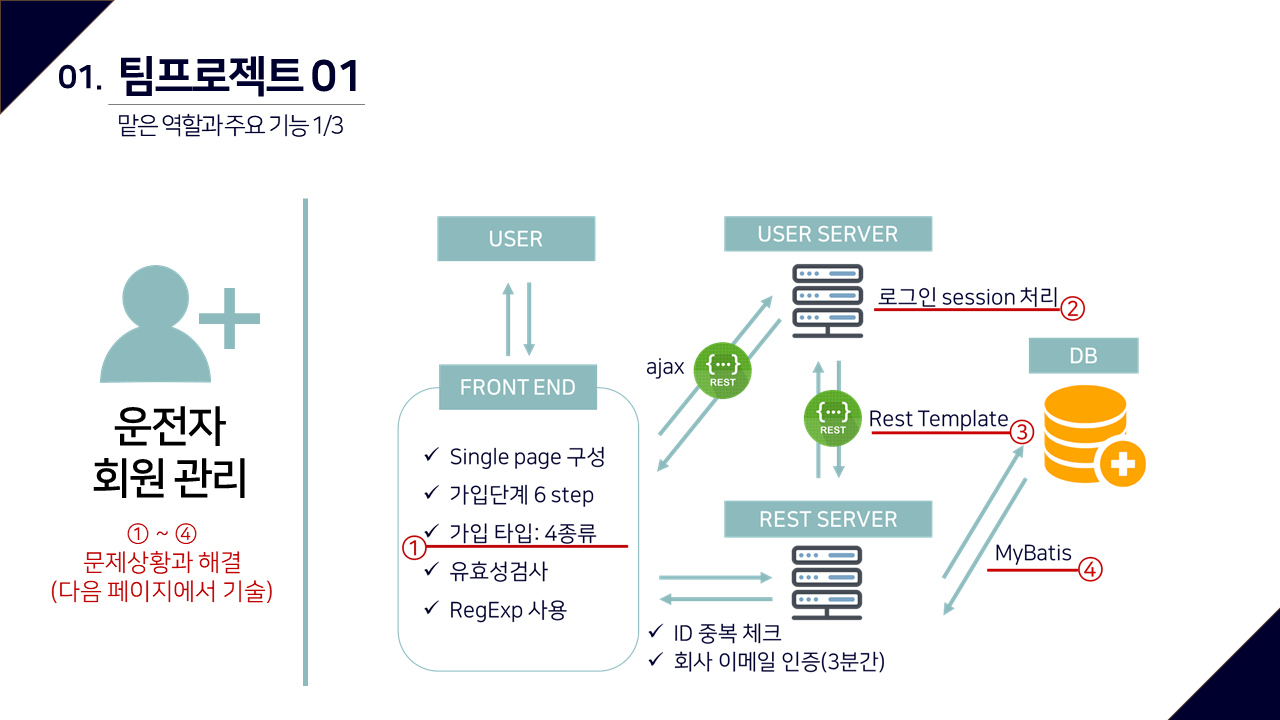 01. 팀프로젝트 01
맡은 역할과 주요 기능 1/3
운전자
회원 관리
① ~ ④
문제상황과 해결
(다음 페이지에서 기술)
USER
FRONT END
Single page 구성
가입단계 6 step
가입 타입: 4종류
①
유효성검사
RegExp 사용
ajax
{···}
REST
USER SERVER
로그인 session 처리
②
{···}
REST
Rest Template
③
REST SERVER
ID 중복 체크
회사 이메일 인증(3분간)
DB
MyBatis
④